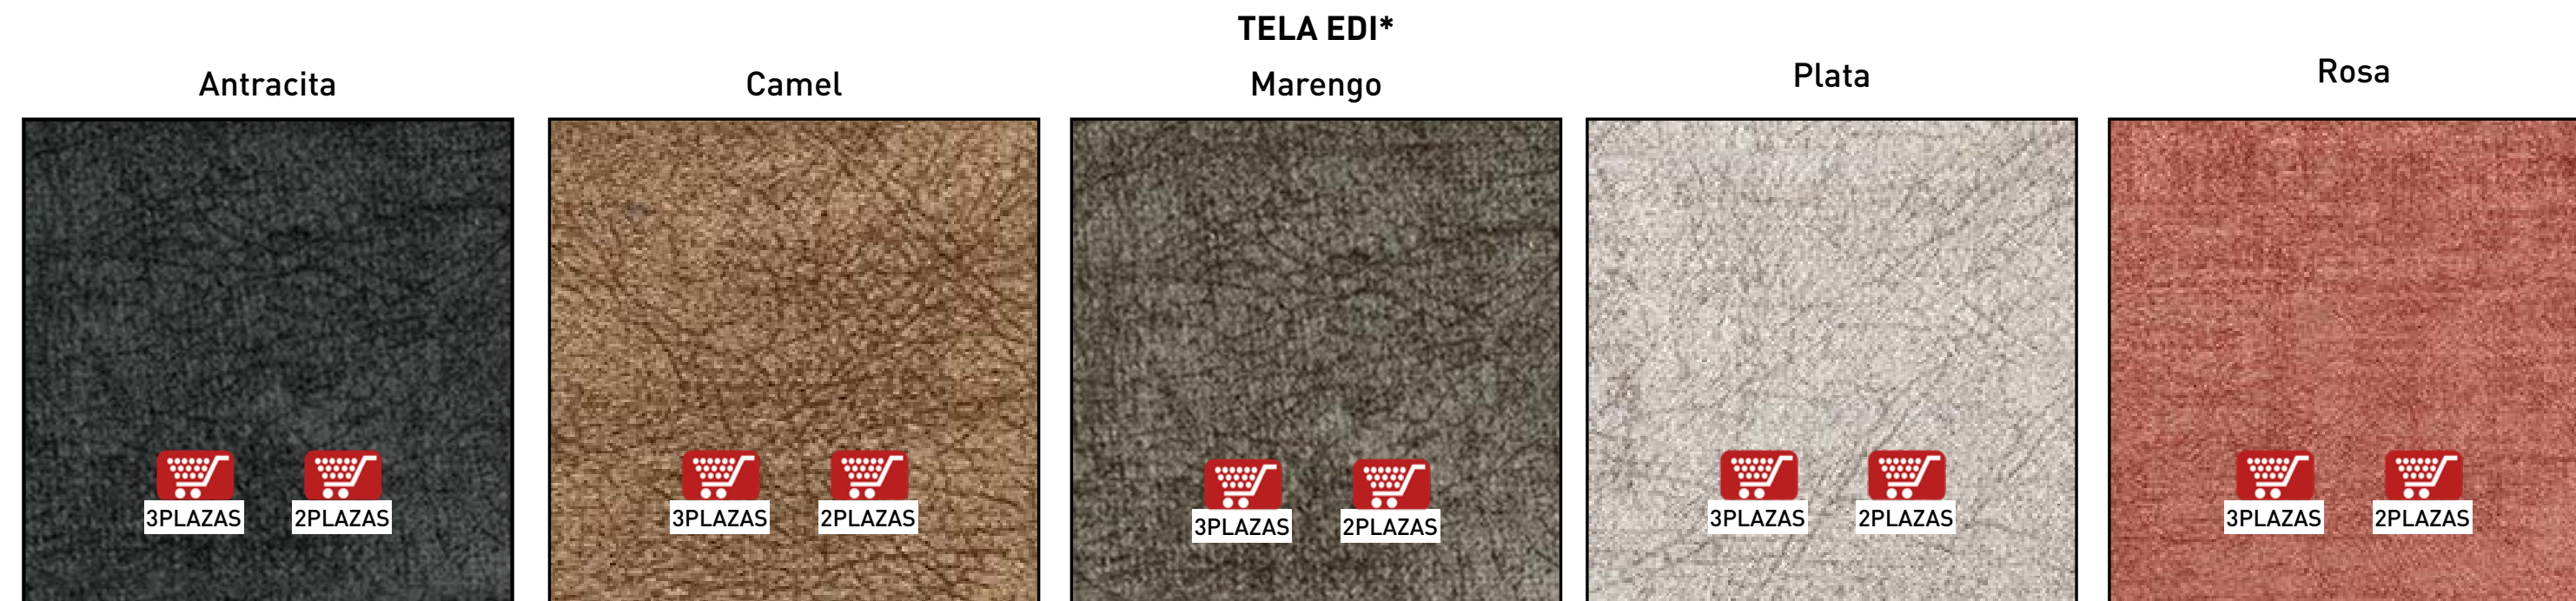 TELA EDI*
Antracita
Camel
Marengo
Plata
Rosa
3PLAZAS
2PLAZAS
3PLAZAS
2PLAZAS
3PLAZAS
2PLAZAS
3PLAZAS
2PLAZAS
3PLAZAS
2PLAZAS